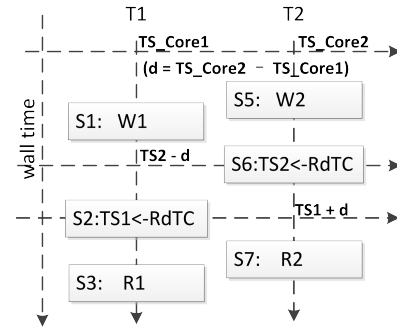 T1 T2
TS_Core1 TS_Core2
(d = TS_Core2 - TS_Core1)
S5: W2
S1: W1
wall time
TS2 - d
S6:TS2<-RdTC
S2:TS1<-RdTC
TS1 + d
S7: R2
S3: R1